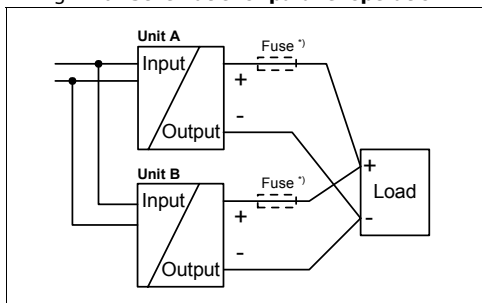 Unit A
Input
Fuse *)
+
-
Output
Unit B
Input
Fuse *)
+
-
Output
+
Load
-